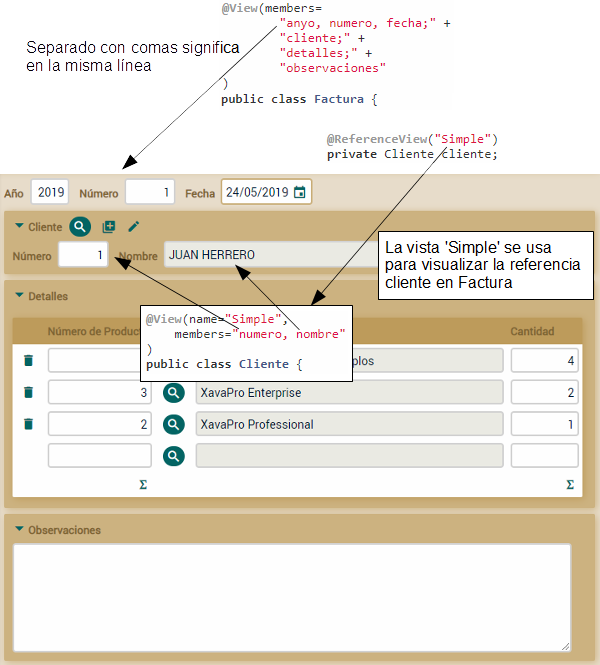 @View(members=
"anyo, numero, fecha;" +
"cliente;" +
"detalles;" +
"observaciones"
)
public class Factura {
Separado con comas significa
en la misma línea
@ReferenceView("Simple")
private Cliente cliente;
Año 2019 Número 1 Fecha 24/05/2019
Cliente
Número 1 Nombre JUAN HERRERO
La vista 'Simple' se usa
para visualizar la referencia
cliente en Factura
Detalles
@View(name="Simple",
members="numero, nombre"
)
public class Cliente {
Número de Produc Cantidad
plos 4
3 XavaPro Enterprise 2
2 XavaPro Professional 1
Σ Σ
Observaciones